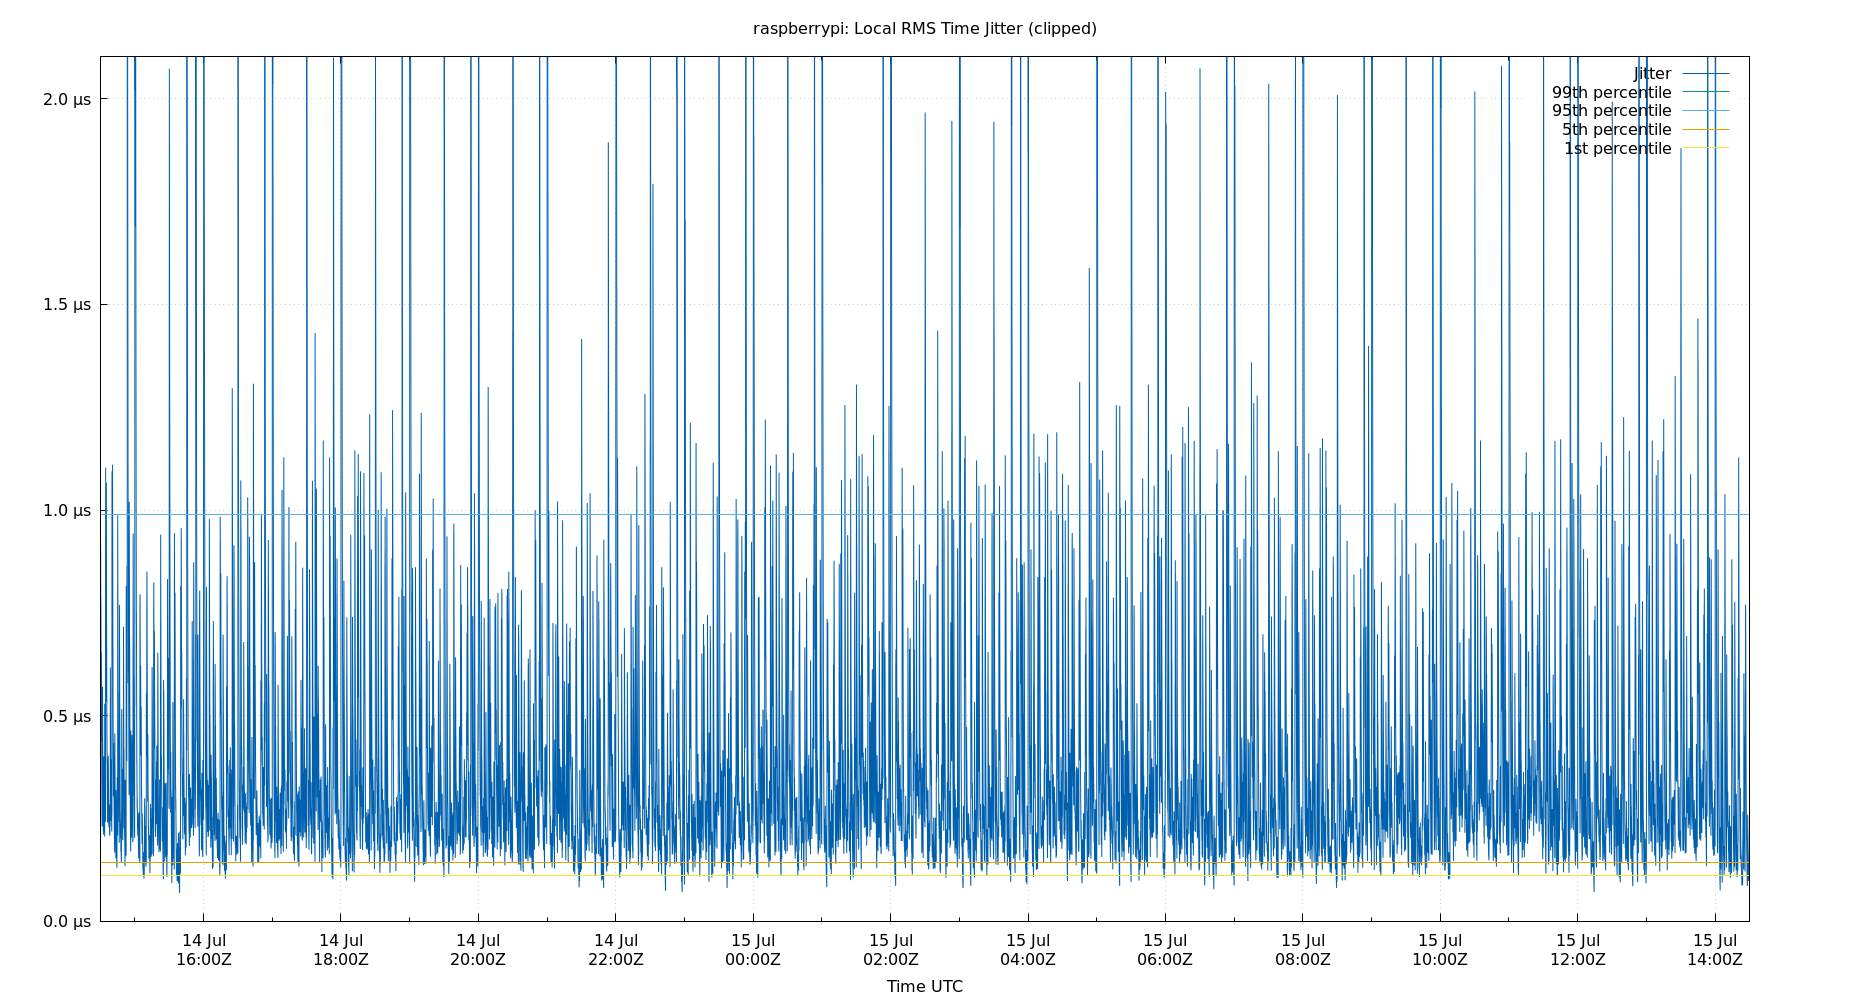 raspberrypi: Local RMS Time Jitter (clipped)
2.0 µs
1.5 µs
1.0 µs
0.5 µs
0.0 µs
Jitter
99th percentile
95th percentile
5th percentile
1st percentile
14 Jul 14 Jul 14 Jul 14 Jul 15 Jul 15 Jul 15 Jul 15 Jul 15 Jul 15 Jul 15 Jul 15 Jul
16:00Z 18:00Z 20:00Z 22:00Z 00:00Z 02:00Z 04:00Z 06:00Z 08:00Z 10:00Z 12:00Z 14:00Z
Time UTC